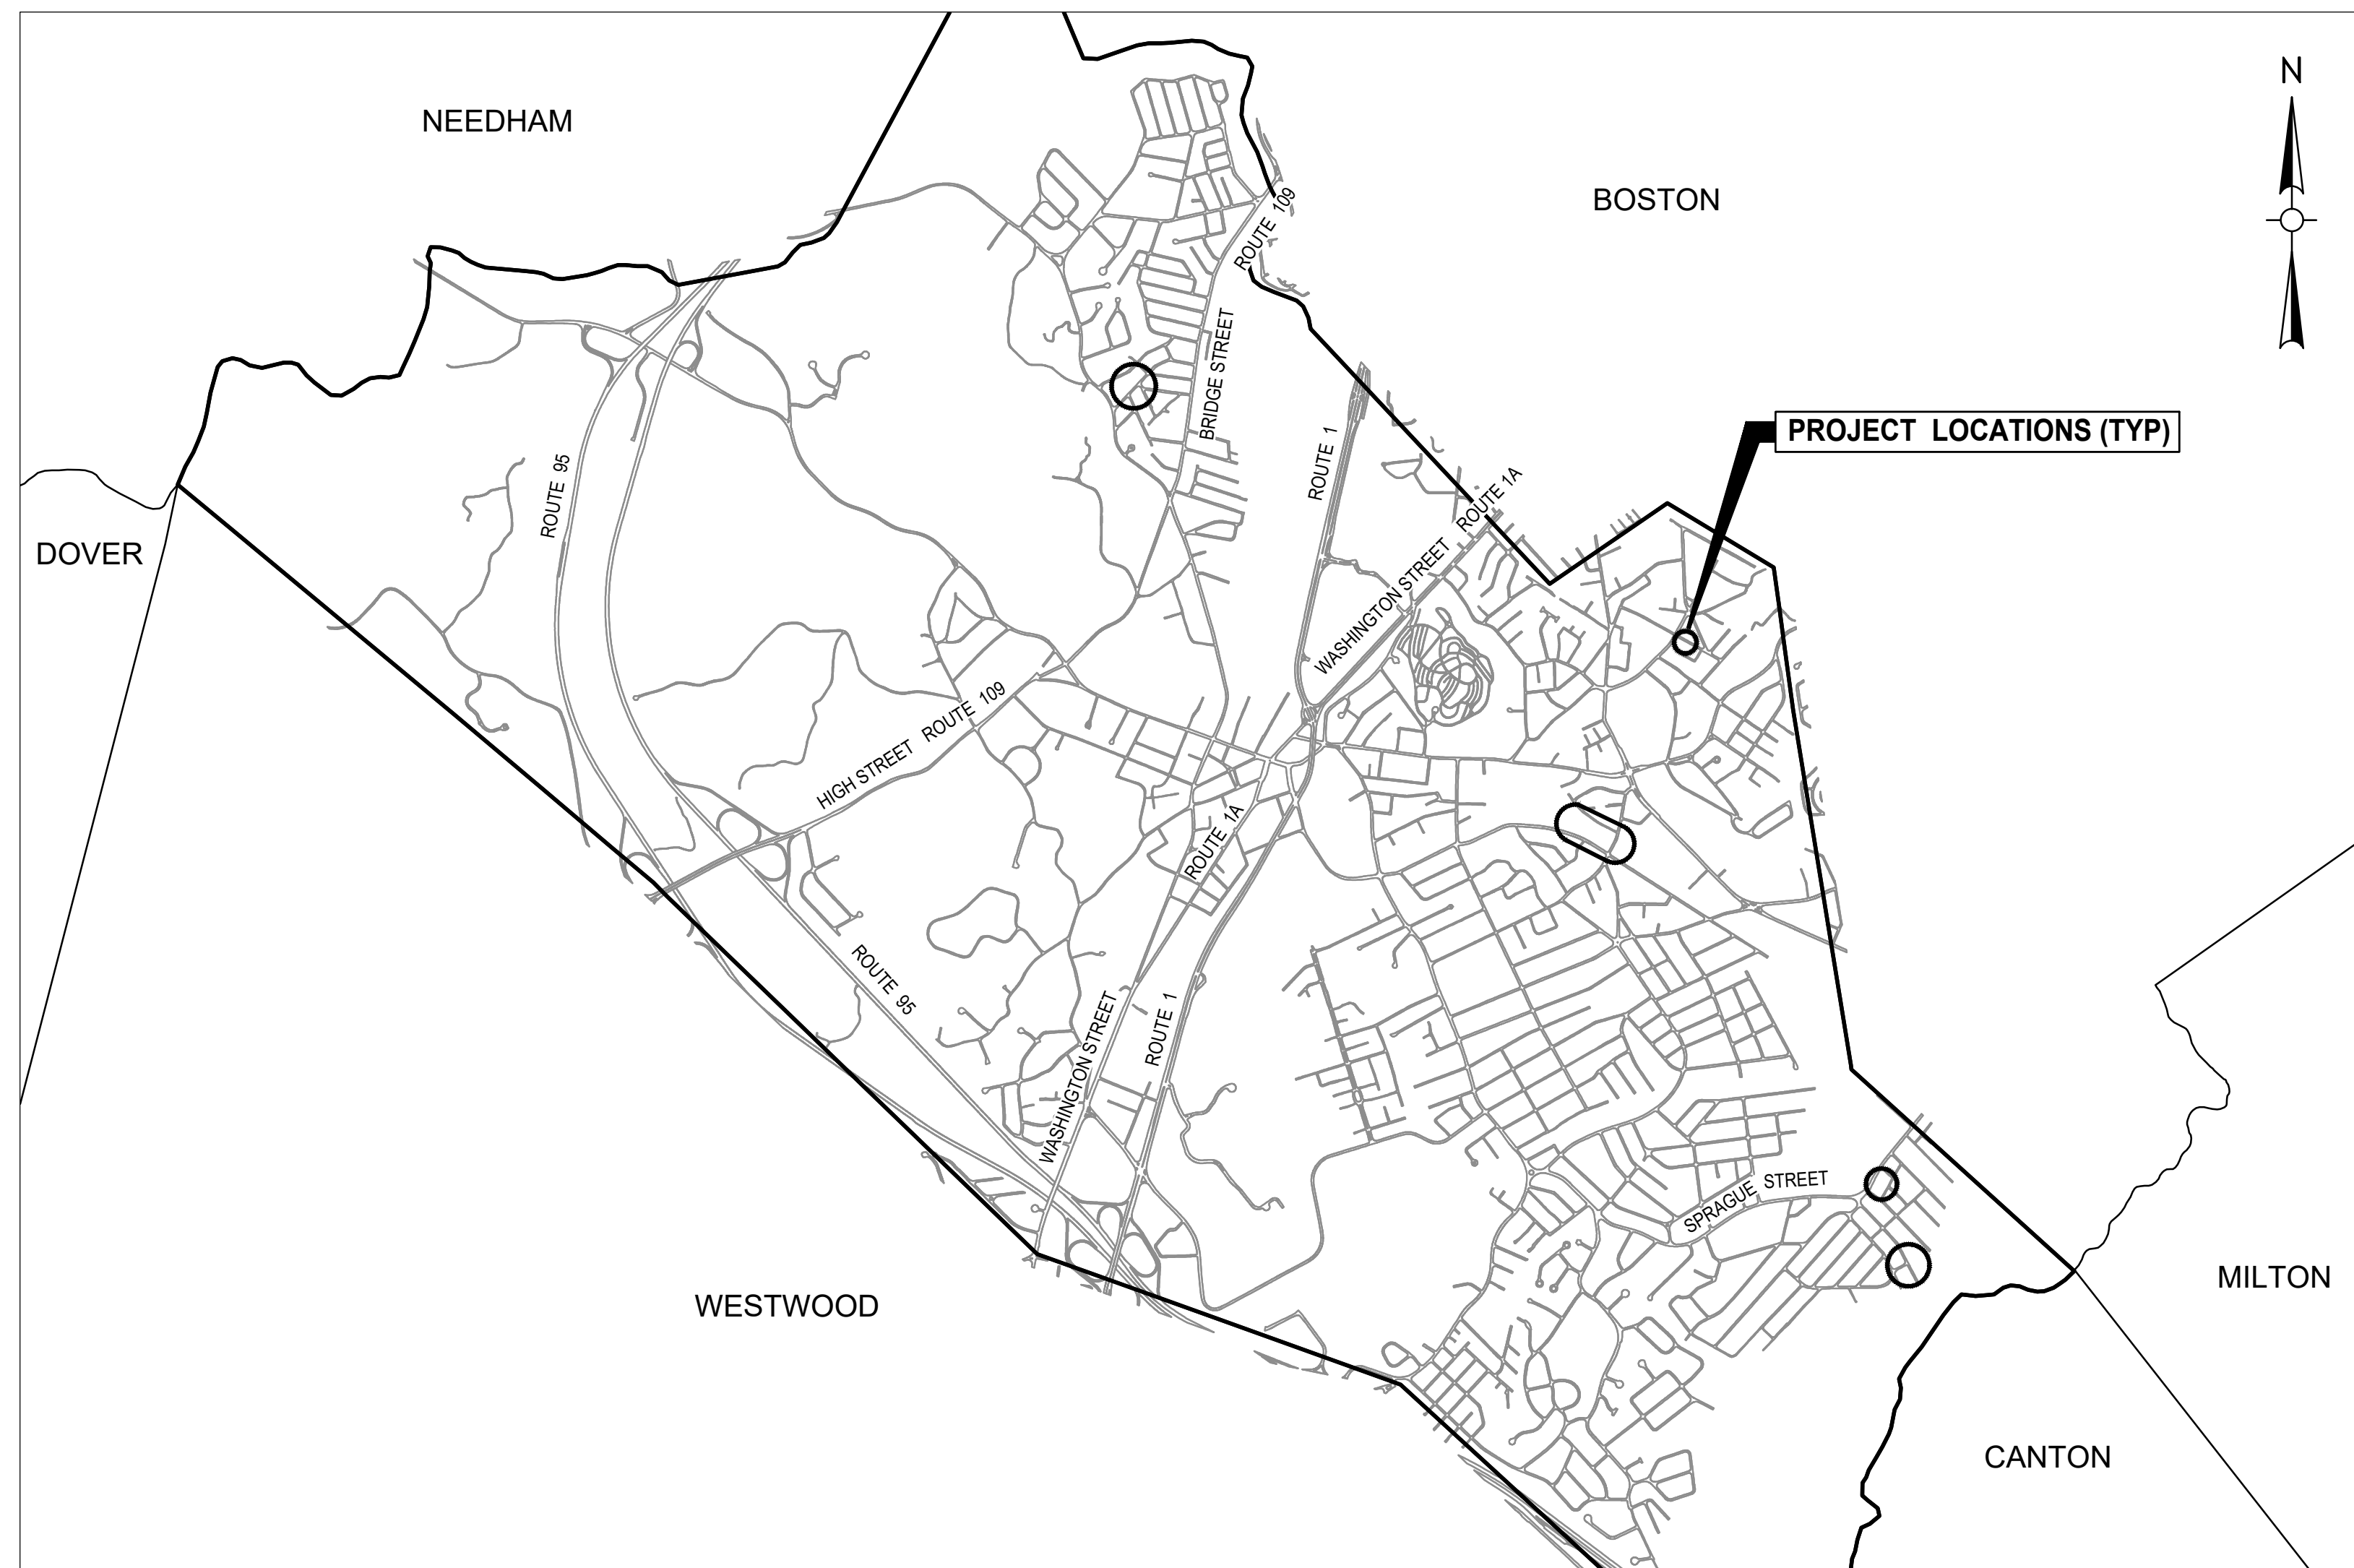 N
NEEDHAM
BOSTON
ROUTE 109
BRIDGE STREET
PROJECT LOCATIONS (TYP)
ROUTE 95
ROUTE 1
ROUTE 1A
WASHINGTON STREET
DOVER
HIGH STREET ROUTE 109
ROUTE 1A
ROUTE 95
WASHINGTON STREET
ROUTE 1
SPRAGUE STREET
WESTWOOD
MILTON
CANTON